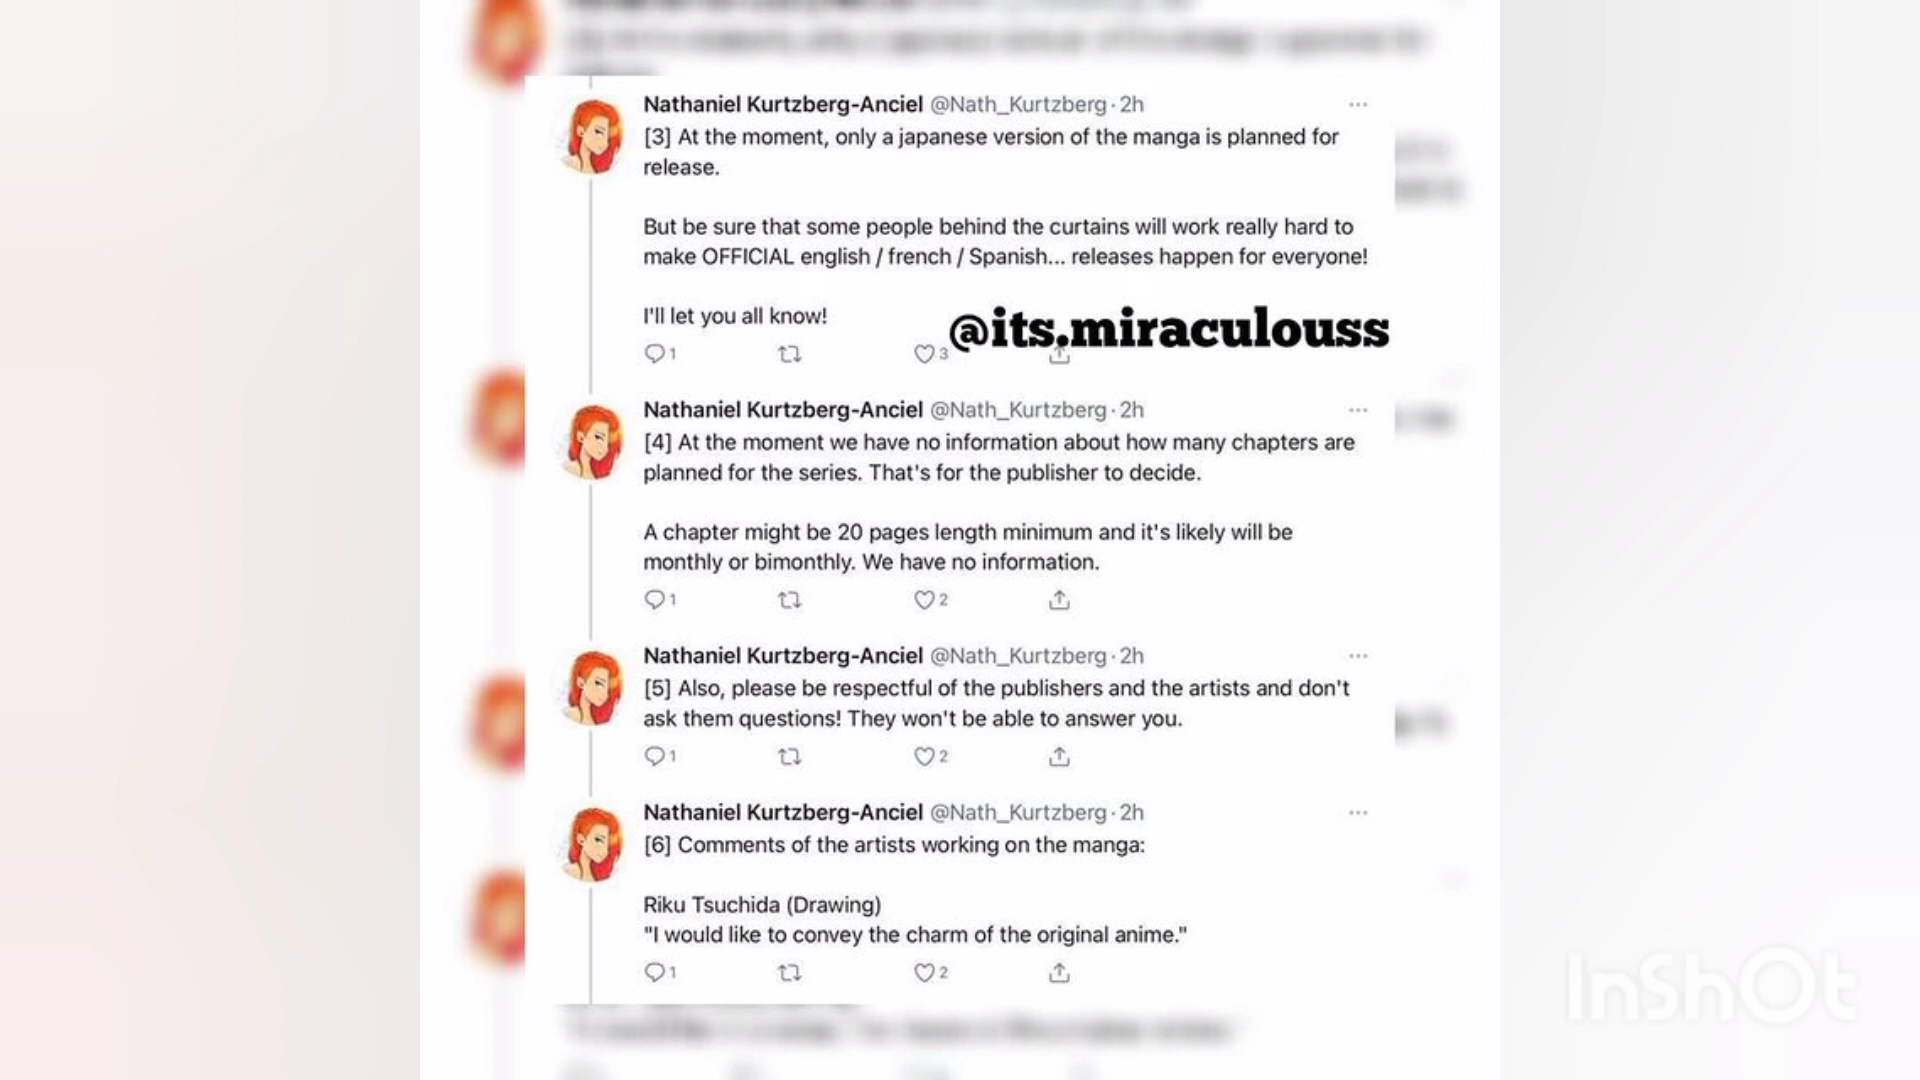 Nathaniel Kurtzberg-Anciel @Nath_Kurtzberg · 2h
[3] At the moment, only a japanese version of the manga is planned for
release.
But be sure that some people behind the curtains will work really hard to
make OFFICIAL english / french / Spanish... releases happen for everyone!
I'll let you all know!
@its.miraculouss
1 3
Nathaniel Kurtzberg-Anciel @Nath_Kurtzberg · 2h
[4] At the moment we have no information about how many chapters are
planned for the series. That's for the publisher to decide.
A chapter might be 20 pages length minimum and it's likely will be
monthly or bimonthly. We have no information.
1 2
Nathaniel Kurtzberg-Anciel @Nath_Kurtzberg · 2h
[5] Also, please be respectful of the publishers and the artists and don't
ask them questions! They won't be able to answer you.
1 2
Nathaniel Kurtzberg-Anciel @Nath_Kurtzberg · 2h
[6] Comments of the artists working on the manga:
Riku Tsuchida (Drawing)
"I would like to convey the charm of the original anime."
1 2
InShOt